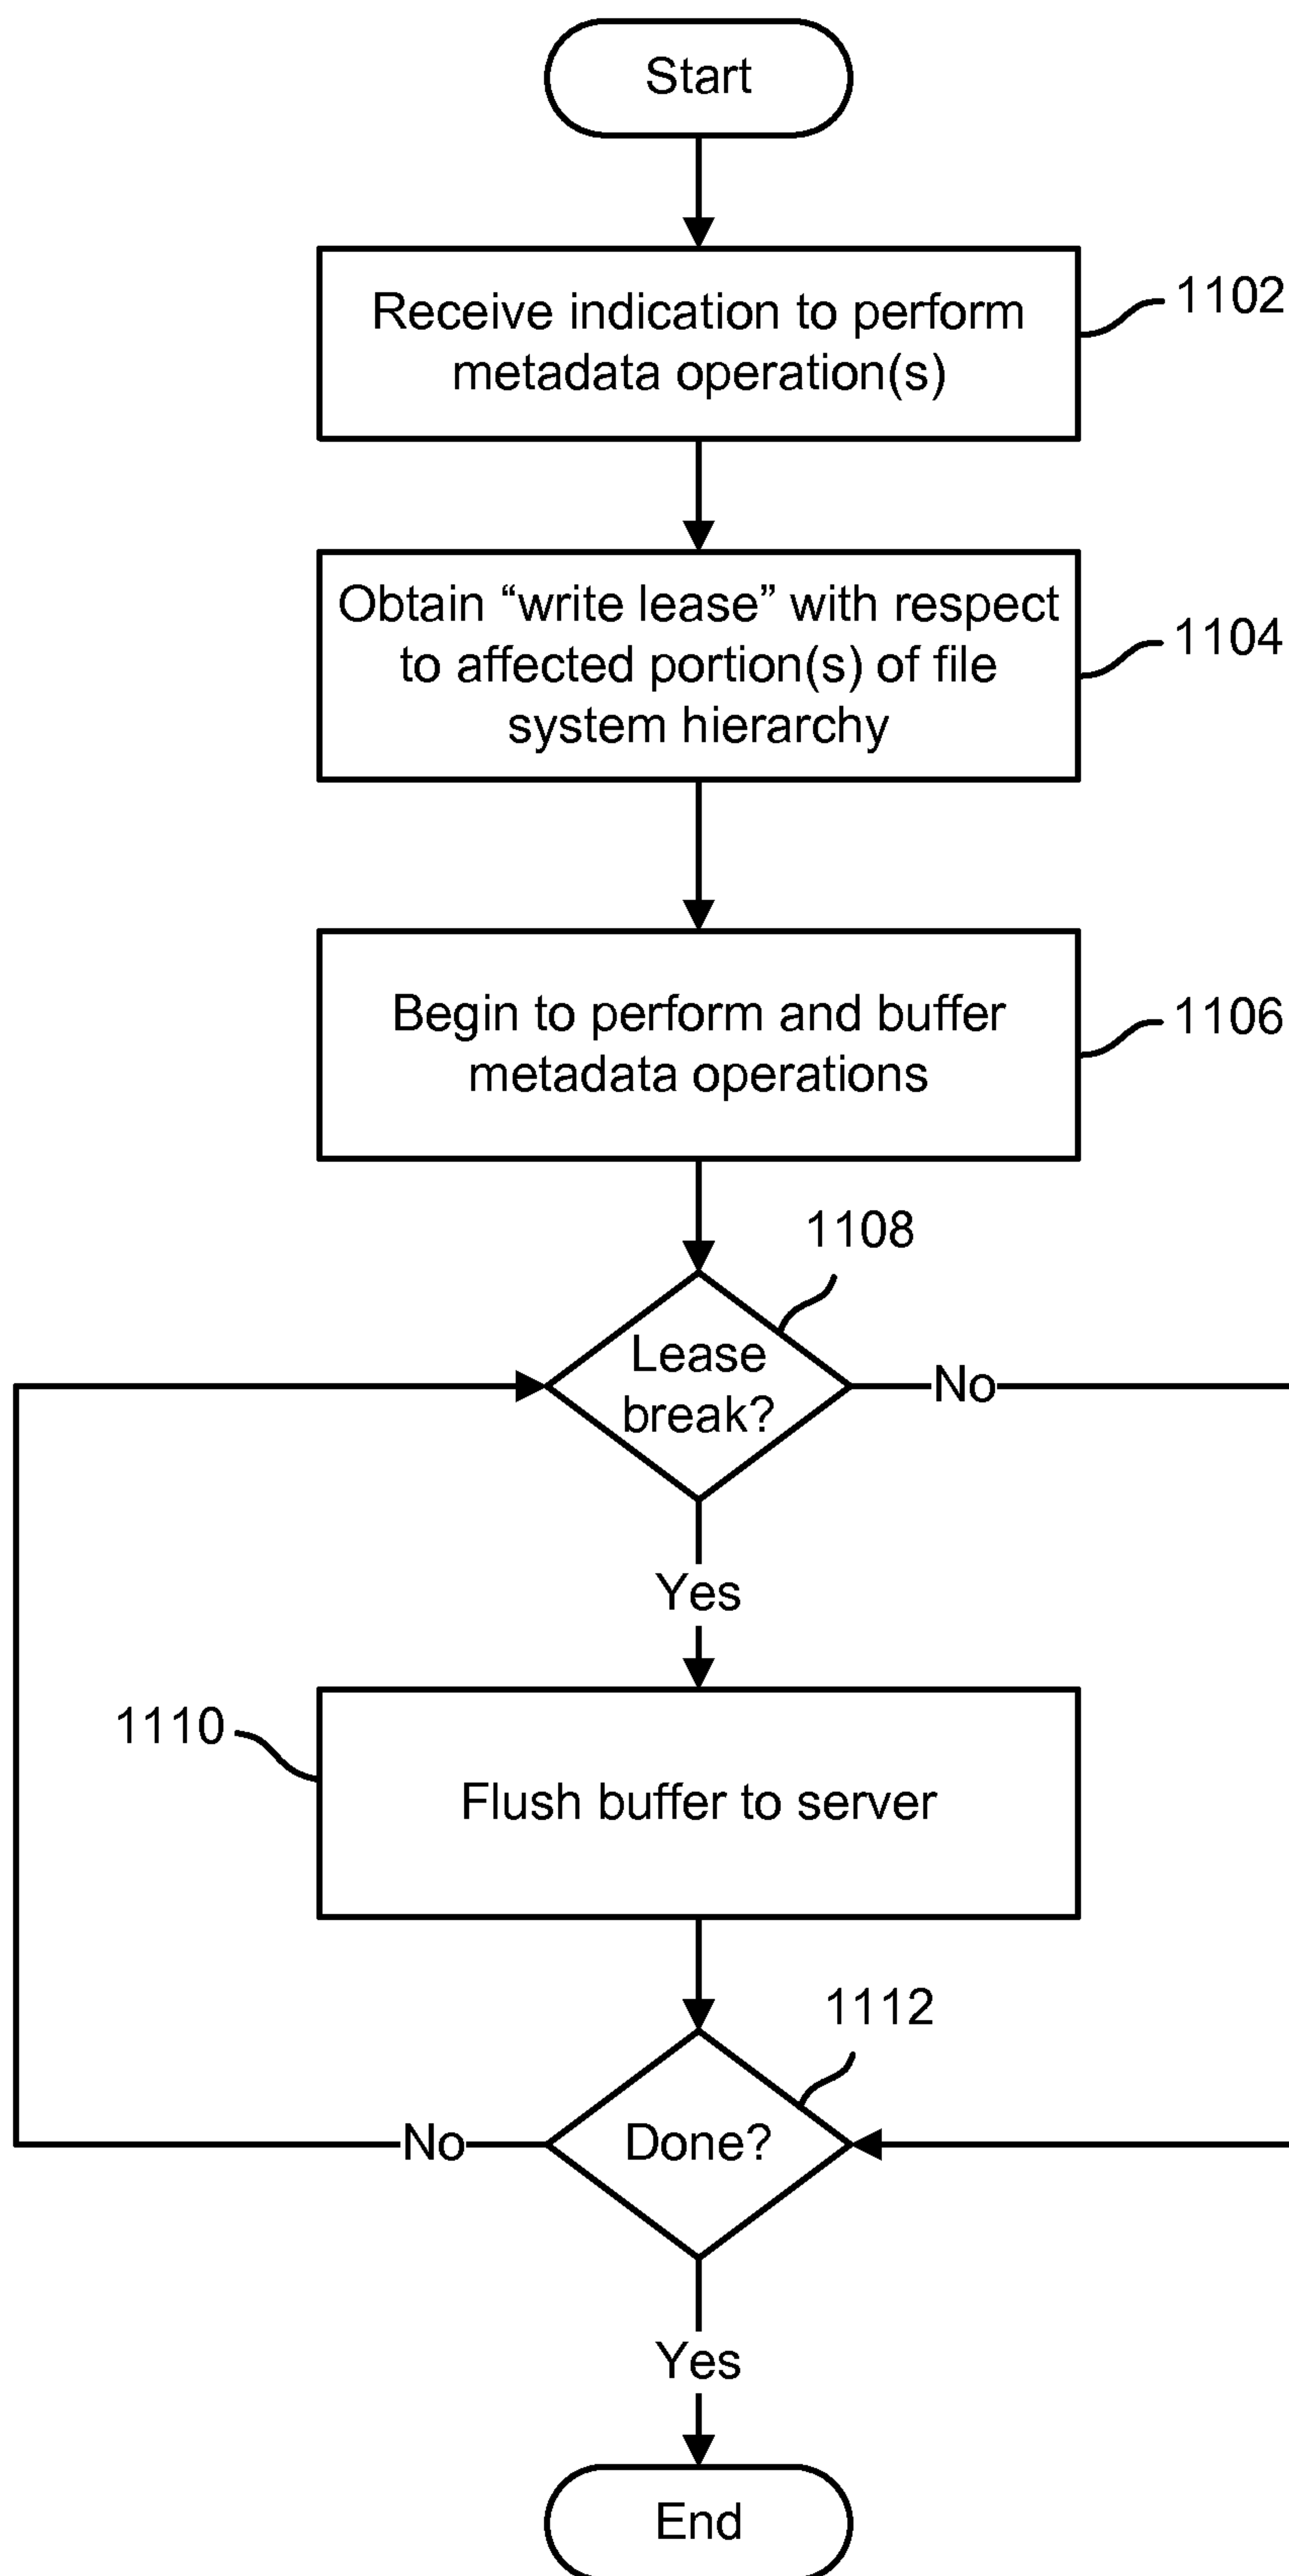 Start
Receive indication to perform
metadata operation(s)
1102
Obtain “write lease” with respect
to affected portion(s) of file
system hierarchy
1104
Begin to perform and buffer
metadata operations
1106
1108
Lease
break?
No
Yes
1110
Flush buffer to server
1112
No
Done?
Yes
End